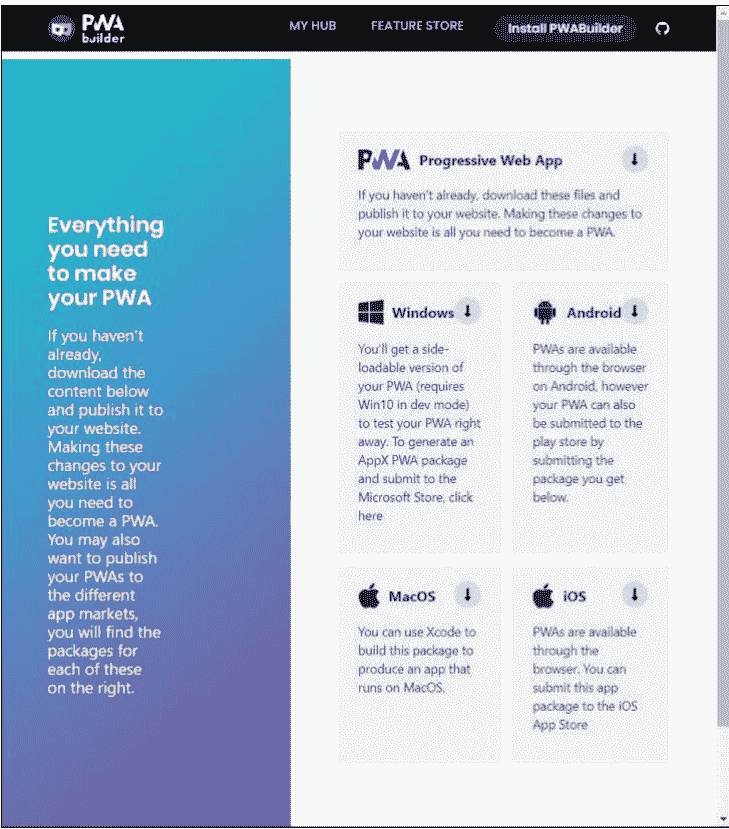 PWA
builder
MY HUB
FEATURE STORE
Install PWABuilder
Everything
you need
to make
your PWA
If you haven't
already,
download the
content below
and publish it to
your website.
Making these
changes to your
website is all
you need to
become a PWA.
You may also
want to publish
your PWAs to
the different
app markets,
you will find the
packages for
each of these
on the right.
PWA Progressive Web App
If you haven't already, download these files and
publish it to your website. Making these changes to
your website is all you need to become a PWA.
Windows
You'll get a side-
loadable version of
your PWA (requires
Win10 in dev mode)
to test your PWA right
away. To generate an
AppX PWA package
and submit to the
Microsoft Store, click
here
Android
PWAs are available
through the browser
on Android, however
your PWA can also
be submitted to the
play store by
submitting the
package you get
below.
MacOS
You can use Xcode to
build this package to
produce an app that
runs on MacOS.
iOS
PWAs are available
through the
browser. You can
submit this app
package to the iOS
App Store